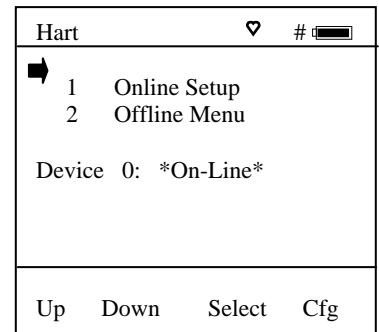 Hart ♡ #
1 Online Setup
2 Offline Menu
Device 0: *On-Line*
Up Down Select Cfg